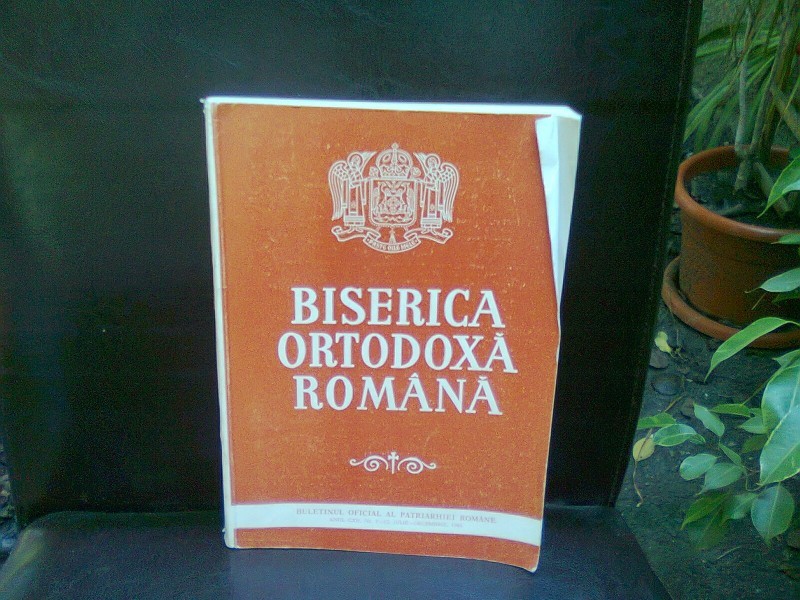 BISERICA
ORTODOXĂ
ROMÂNĂ
BULETINUL OFICIAL AL PATRIARHIEI ROMÂNE